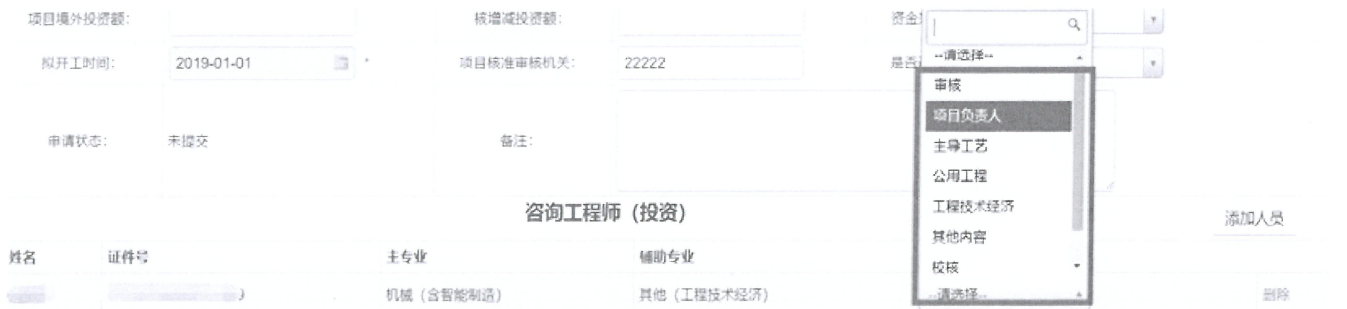 项目境外投资额： 核增减投资额： 资金
拟开工时间： 2019-01-01 * 项目核准审核机关： 22222 是否
--请选择--
审核
项目负责人
申请状态： 未提交 备注：
主导工艺
公用工程
工程技术经济
咨询工程师（投资）
添加人员
其他内容
姓名 证件号 主专业 辅助专业
校核
机械（含智能制造） 其他（工程技术经济） --请选择-- 删除